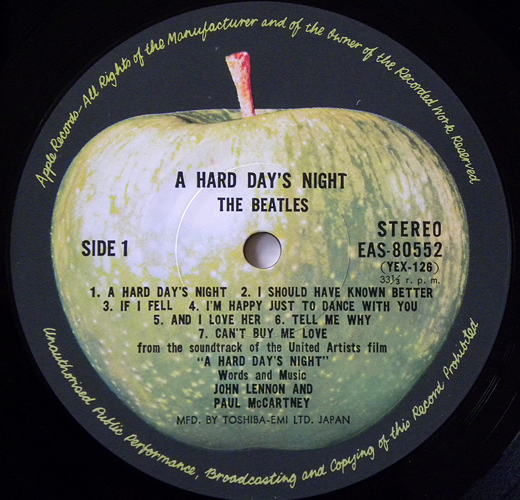 Apple Records-All Rights of the Manufacturer and of the Owner of the Recorded Work Reserved
A HARD DAY'S NIGHT
THE BEATLES
SIDE 1
STEREO
EAS-80552
(YEX-126)
33⅓ r. p. m.
1. A HARD DAY'S NIGHT 2. I SHOULD HAVE KNOWN BETTER
3. IF I FELL 4. I'M HAPPY JUST TO DANCE WITH YOU
5. AND I LOVE HER 6. TELL ME WHY
7. CAN'T BUY ME LOVE
from the soundtrack of the United Artists film
"A HARD DAY'S NIGHT"
Words and Music
JOHN LENNON AND
PAUL McCARTNEY
MFD. BY TOSHIBA-EMI LTD. JAPAN
Unauthorised Public Performance, Broadcasting and Copying of this Record Prohibited